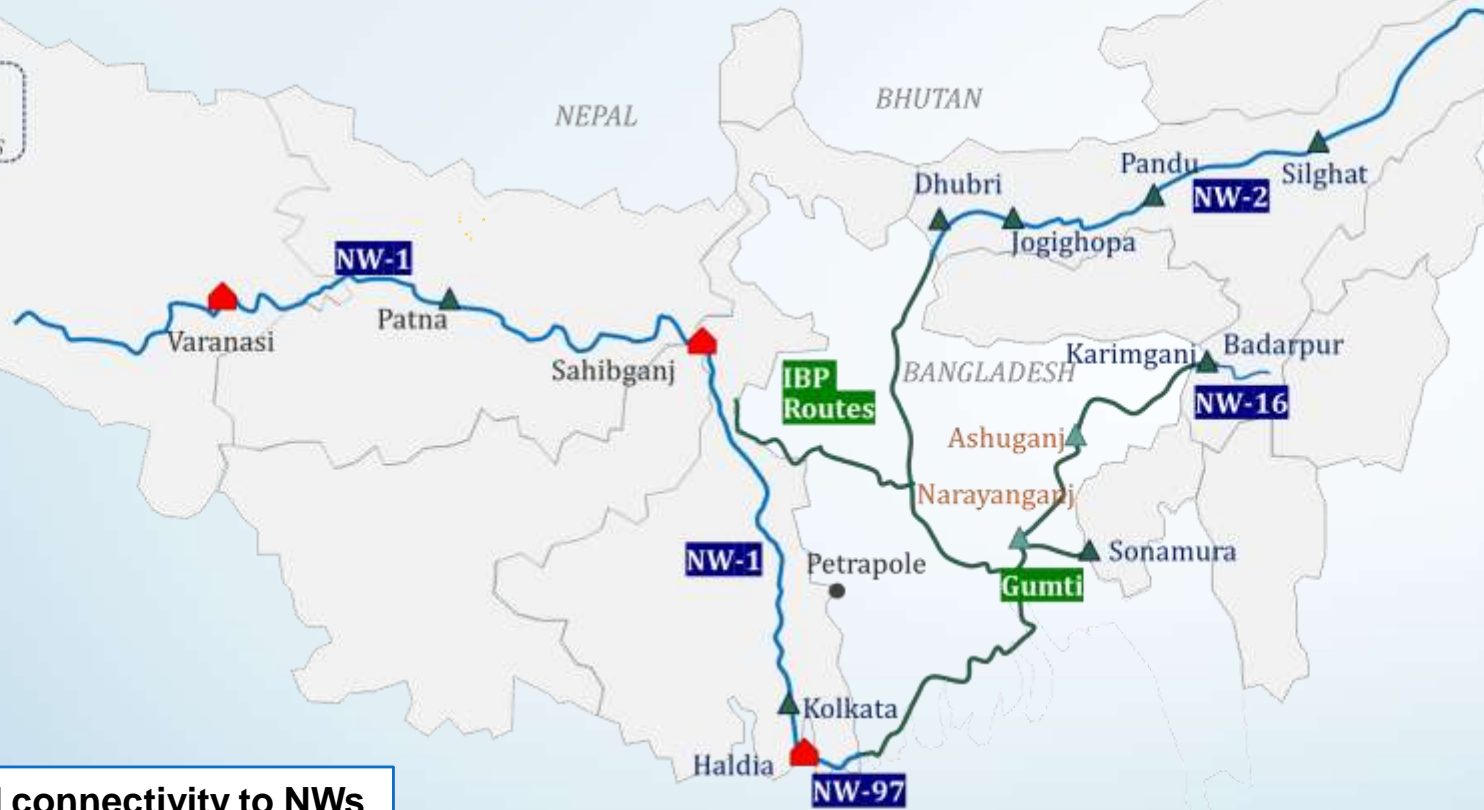 NEPAL
BHUTAN
Pandu
Silghat
Dhubri
NW-2
Jogighopa
NW-1
Patna
Varanasi
Sahibganj
Karimganj
Badarpur
BANGLADESH
IBP
Routes
NW-16
Ashuganj
Narayanganj
NW-1
Petrapole
Sonamura
Gumti
Kolkata
Haldia
NW-97
connectivity to NWs